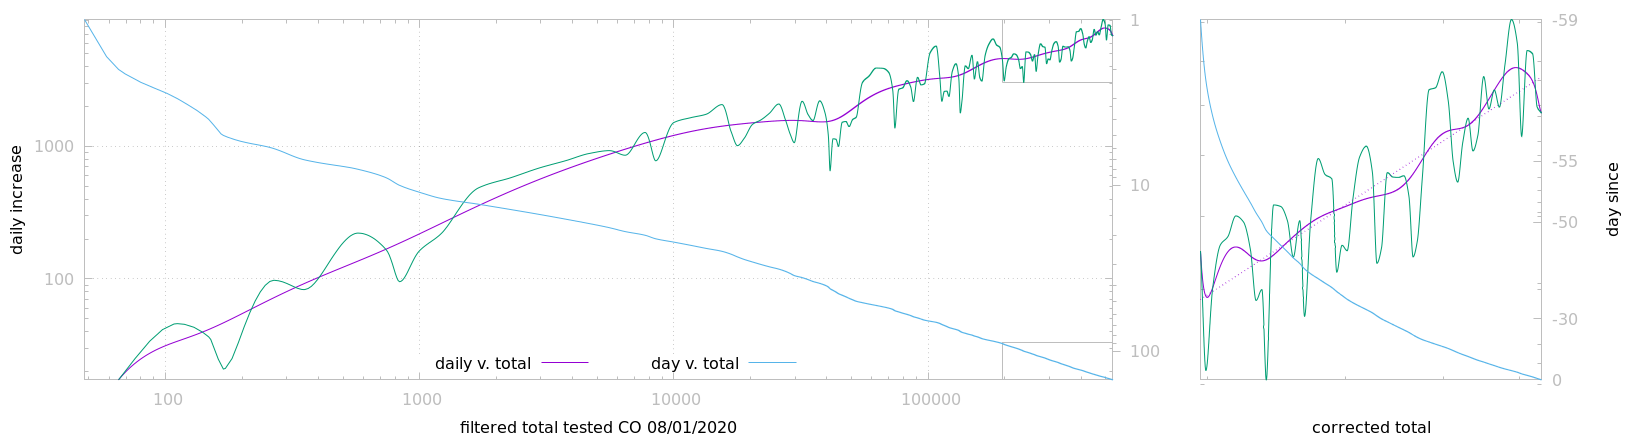 daily increase
1000
100
daily v. total
day v. total
100
1000
10000
100000
filtered total tested CO 08/01/2020
1
10
100
-59
-55
-50
-30
0
day since
corrected total